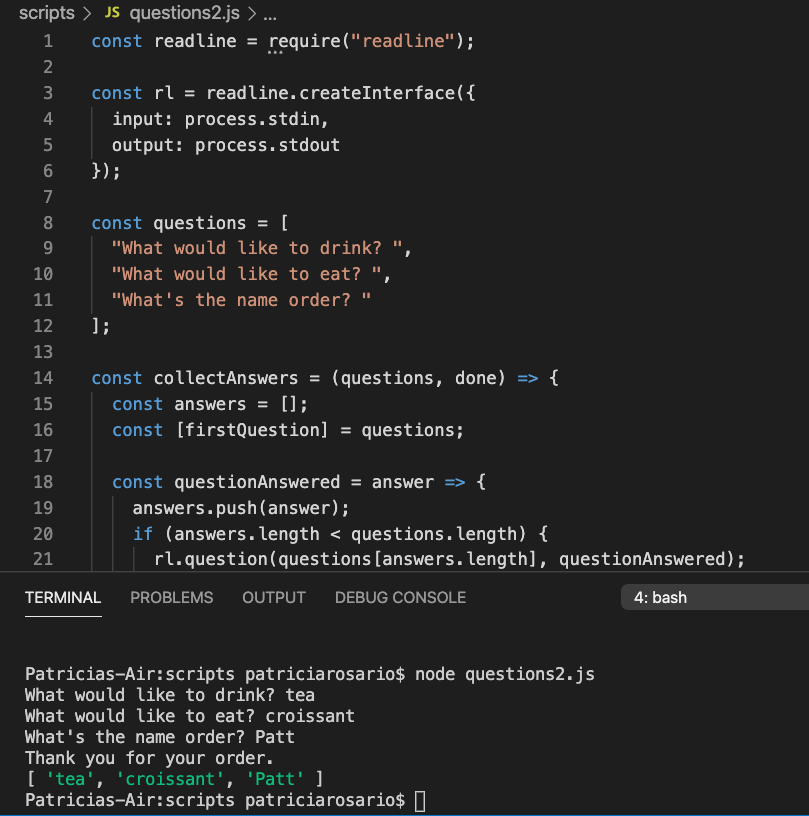 scripts > JS questions2.js > ...
1 const readline = require("readline");
2
3 const rl = readline.createInterface({
4 input: process.stdin,
5 output: process.stdout
6 });
7
8 const questions = [
9 "What would like to drink? ",
10 "What would like to eat? ",
11 "What's the name order? "
12 ];
13
14 const collectAnswers = (questions, done) => {
15 const answers = [];
16 const [firstQuestion] = questions;
17
18 const questionAnswered = answer => {
19 answers.push(answer);
20 if (answers.length < questions.length) {
21 rl.question(questions[answers.length], questionAnswered);
TERMINAL PROBLEMS OUTPUT DEBUG CONSOLE 4: bash
Patricias-Air:scripts patriciarosario$ node questions2.js
What would like to drink? tea
What would like to eat? croissant
What's the name order? Patt
Thank you for your order.
[ 'tea', 'croissant', 'Patt' ]
Patricias-Air:scripts patriciarosario$